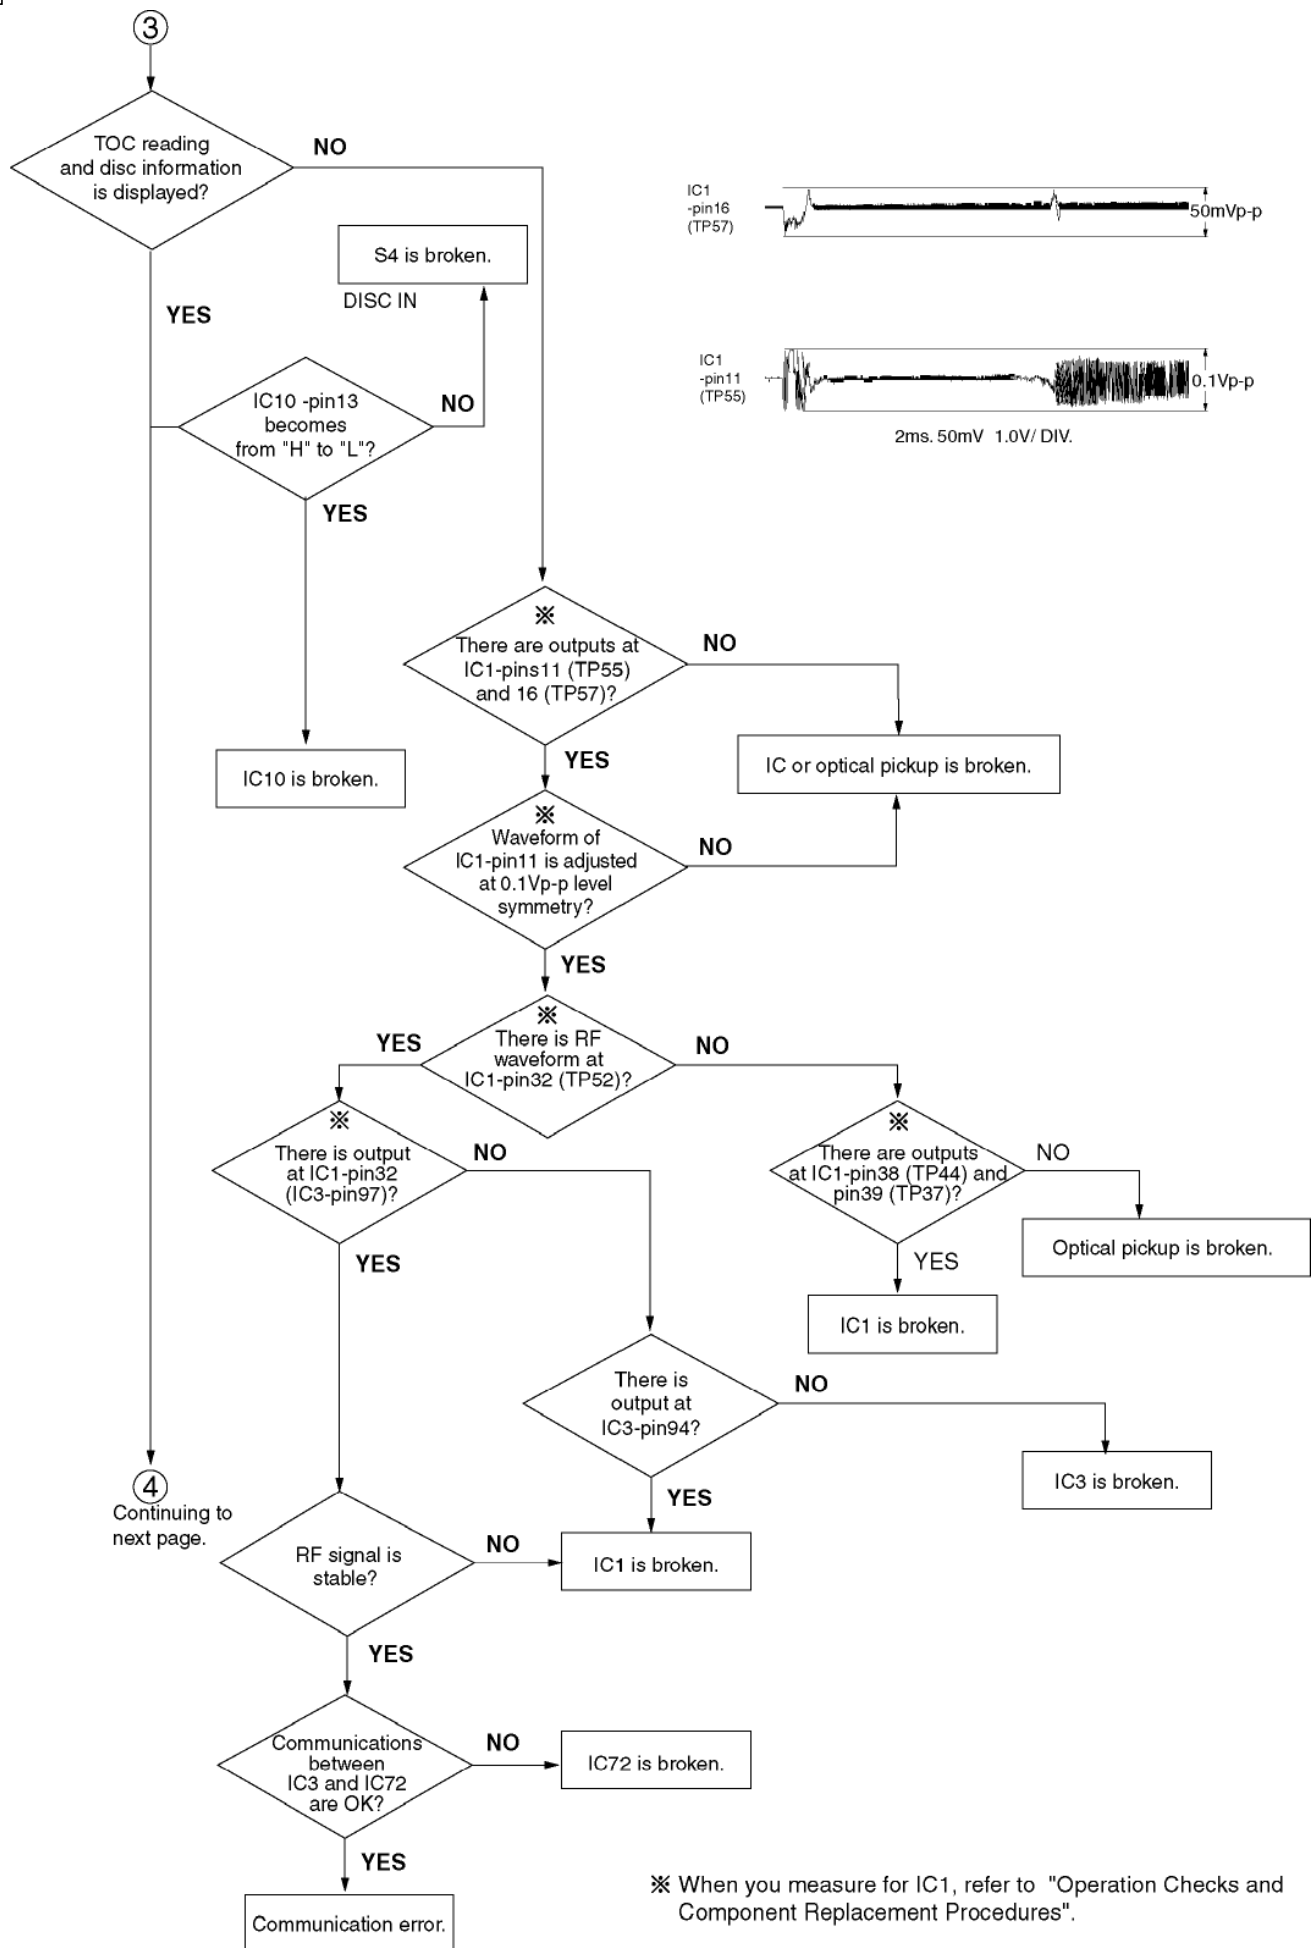 3
TOC reading
and disc information
is displayed?
NO
YES
S4 is broken.
DISC IN
IC10 -pin13
becomes
from "H" to "L"?
NO
YES
IC10 is broken.
IC1
-pin16
(TP57)
50mVp-p
IC1
-pin11
(TP55)
0.1Vp-p
2ms. 50mV 1.0V/ DIV.
※
There are outputs at
IC1-pins11 (TP55)
and 16 (TP57)?
NO
YES
IC or optical pickup is broken.
※
Waveform of
IC1-pin11 is adjusted
at 0.1Vp-p level
symmetry?
NO
YES
※
There is RF
waveform at
IC1-pin32 (TP52)?
YES
NO
※
There is output
at IC1-pin32
(IC3-pin97)?
NO
YES
※
There are outputs
at IC1-pin38 (TP44) and
pin39 (TP37)?
NO
YES
Optical pickup is broken.
IC1 is broken.
There is
output at
IC3-pin94?
NO
YES
IC3 is broken.
4
Continuing to
next page.
RF signal is
stable?
NO
YES
IC1 is broken.
Communications
between
IC3 and IC72
are OK?
NO
YES
IC72 is broken.
Communication error.
※ When you measure for IC1, refer to "Operation Checks and
Component Replacement Procedures".